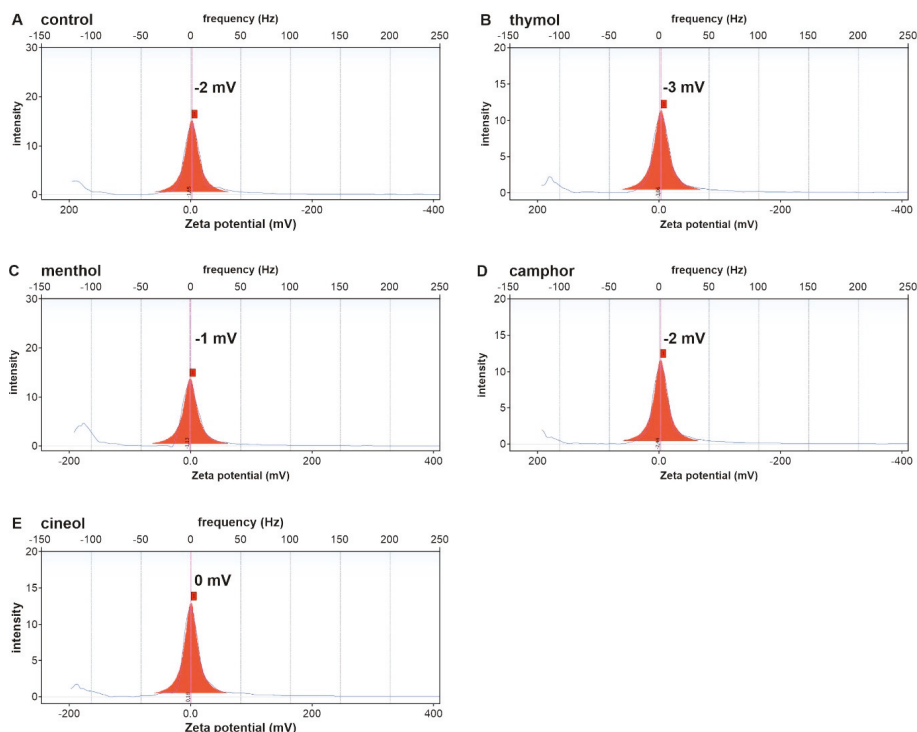 A control
frequency (Hz)
-150 -100 -50 0 50 100 150 200 250
30
20
10
0
intensity
-2 mV
200 0.0 -200 -400
Zeta potential (mV)
B thymol
frequency (Hz)
-150 -100 -50 0 50 100 150 200 250
20
15
10
5
0
intensity
-3 mV
200 0.0 -200 -400
Zeta potential (mV)
C menthol
frequency (Hz)
-150 -100 -50 0 50 100 150 200 250
30
20
10
0
intensity
-1 mV
-200 0.0 200 400
Zeta potential (mV)
D camphor
frequency (Hz)
-150 -100 -50 0 50 100 150 200 250
20
15
10
5
0
intensity
-2 mV
200 0.0 -200 -400
Zeta potential (mV)
E cineol
frequency (Hz)
-150 -100 -50 0 50 100 150 200 250
20
15
10
5
0
intensity
0 mV
-200 0.0 200 400
Zeta potential (mV)